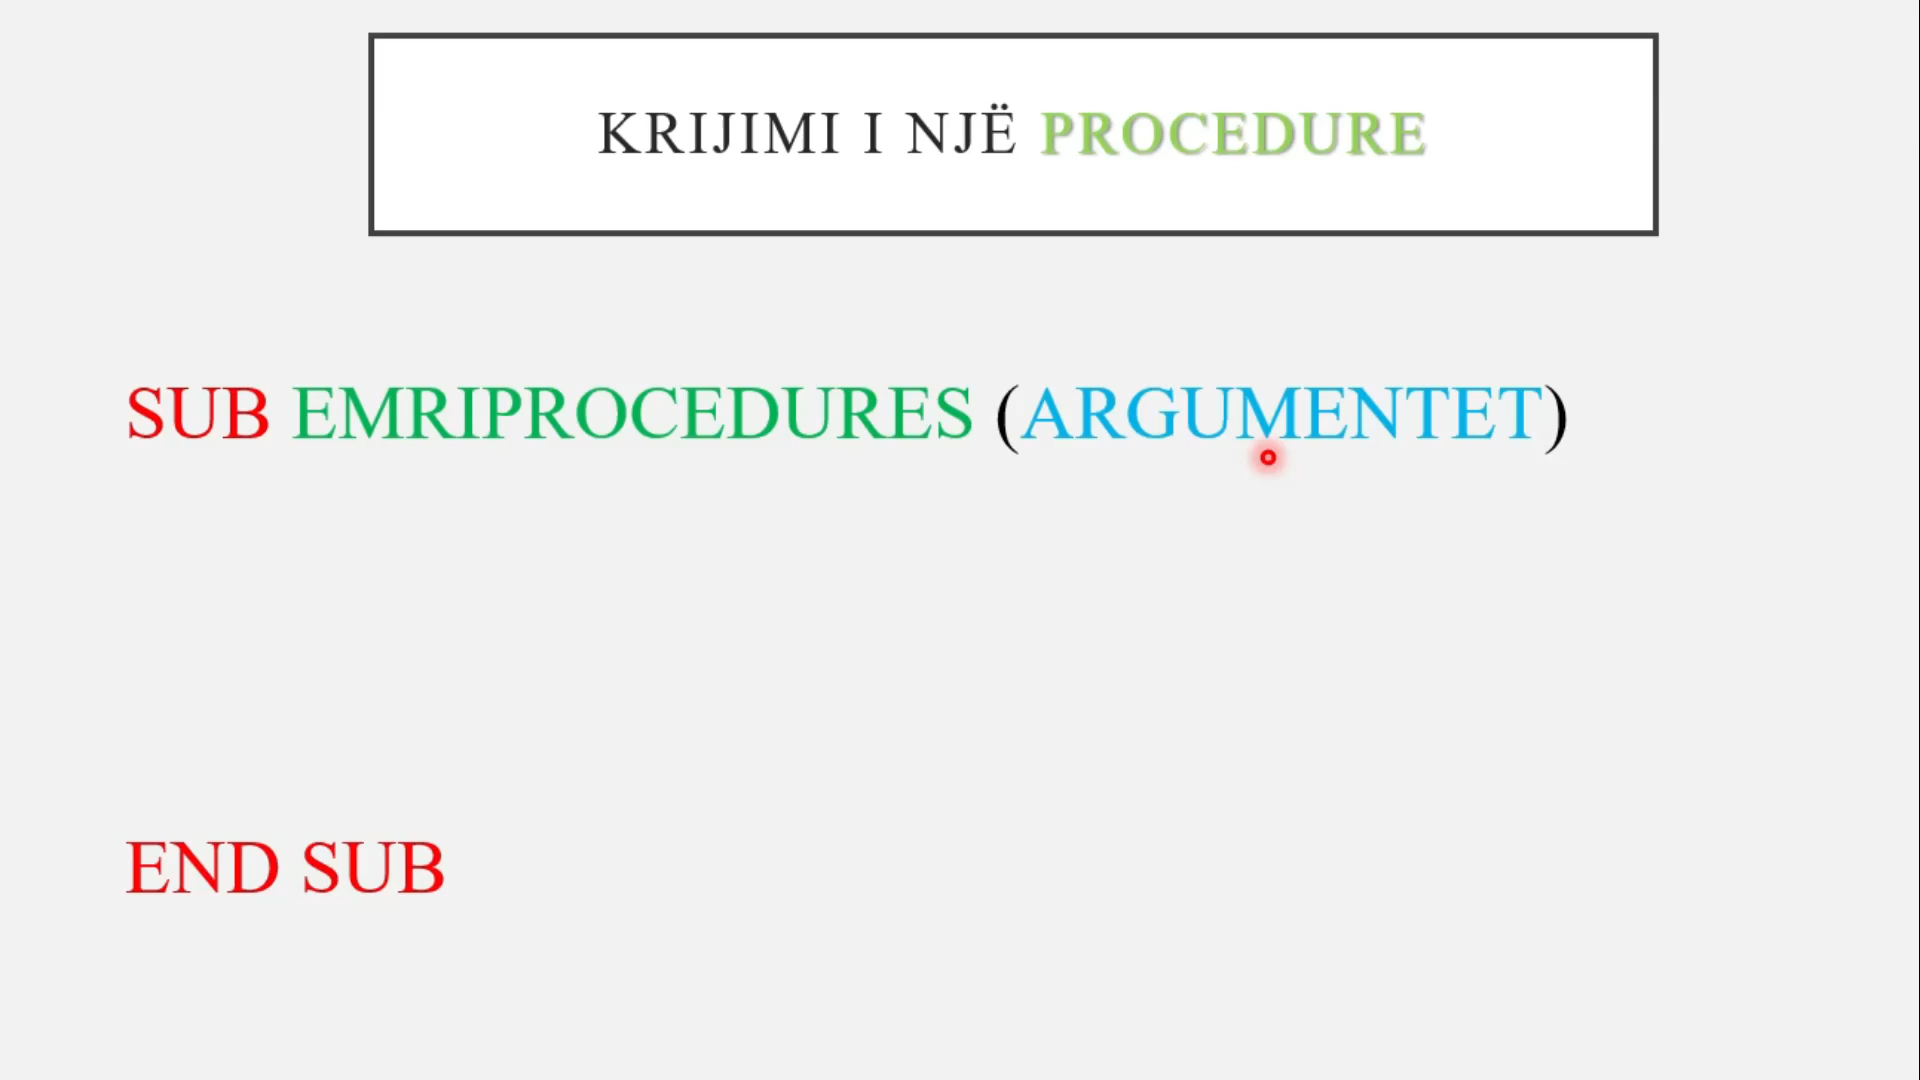 KRIJIMI I NJË PROCEDURE
SUB EMRIPROCEDURES (ARGUMENTET)
END SUB